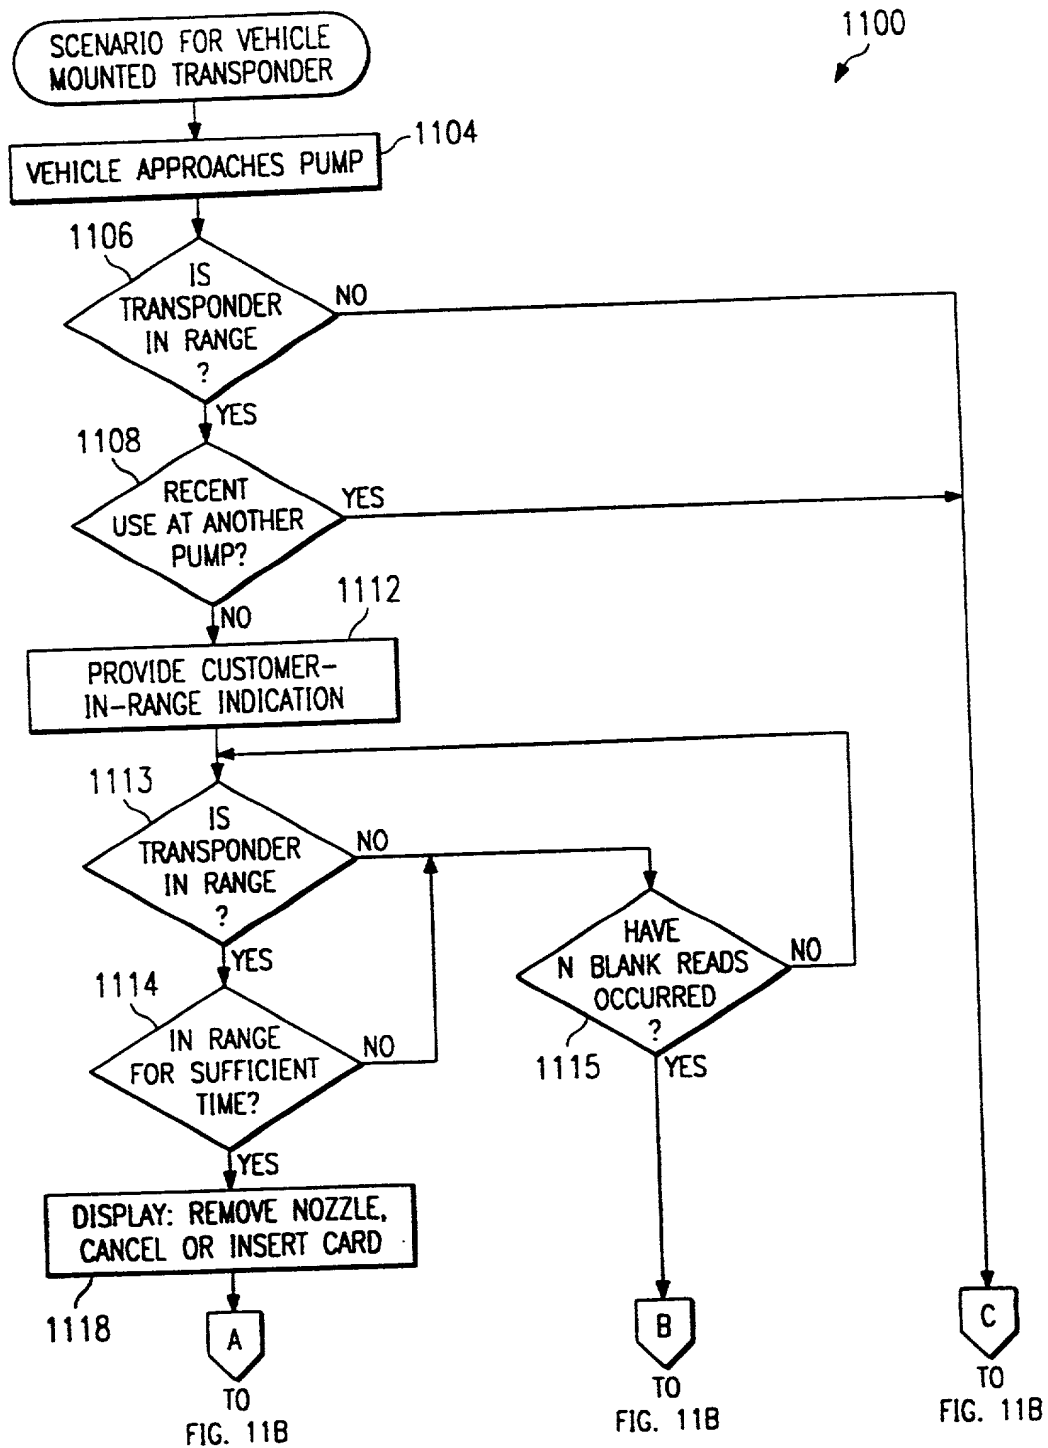 1100
SCENARIO FOR VEHICLE
MOUNTED TRANSPONDER
1104
VEHICLE APPROACHES PUMP
1106
IS
TRANSPONDER
IN RANGE
?
NO
YES
1108
RECENT
USE AT ANOTHER
PUMP?
YES
NO
1112
PROVIDE CUSTOMER-
IN-RANGE INDICATION
1113
IS
TRANSPONDER
IN RANGE
?
NO
YES
1114
IN RANGE
FOR SUFFICIENT
TIME?
NO
YES
HAVE
N BLANK READS
OCCURRED
?
NO
1115
YES
DISPLAY: REMOVE NOZZLE,
CANCEL OR INSERT CARD
1118
A
TO
FIG. 11B
B
TO
FIG. 11B
C
TO
FIG. 11B